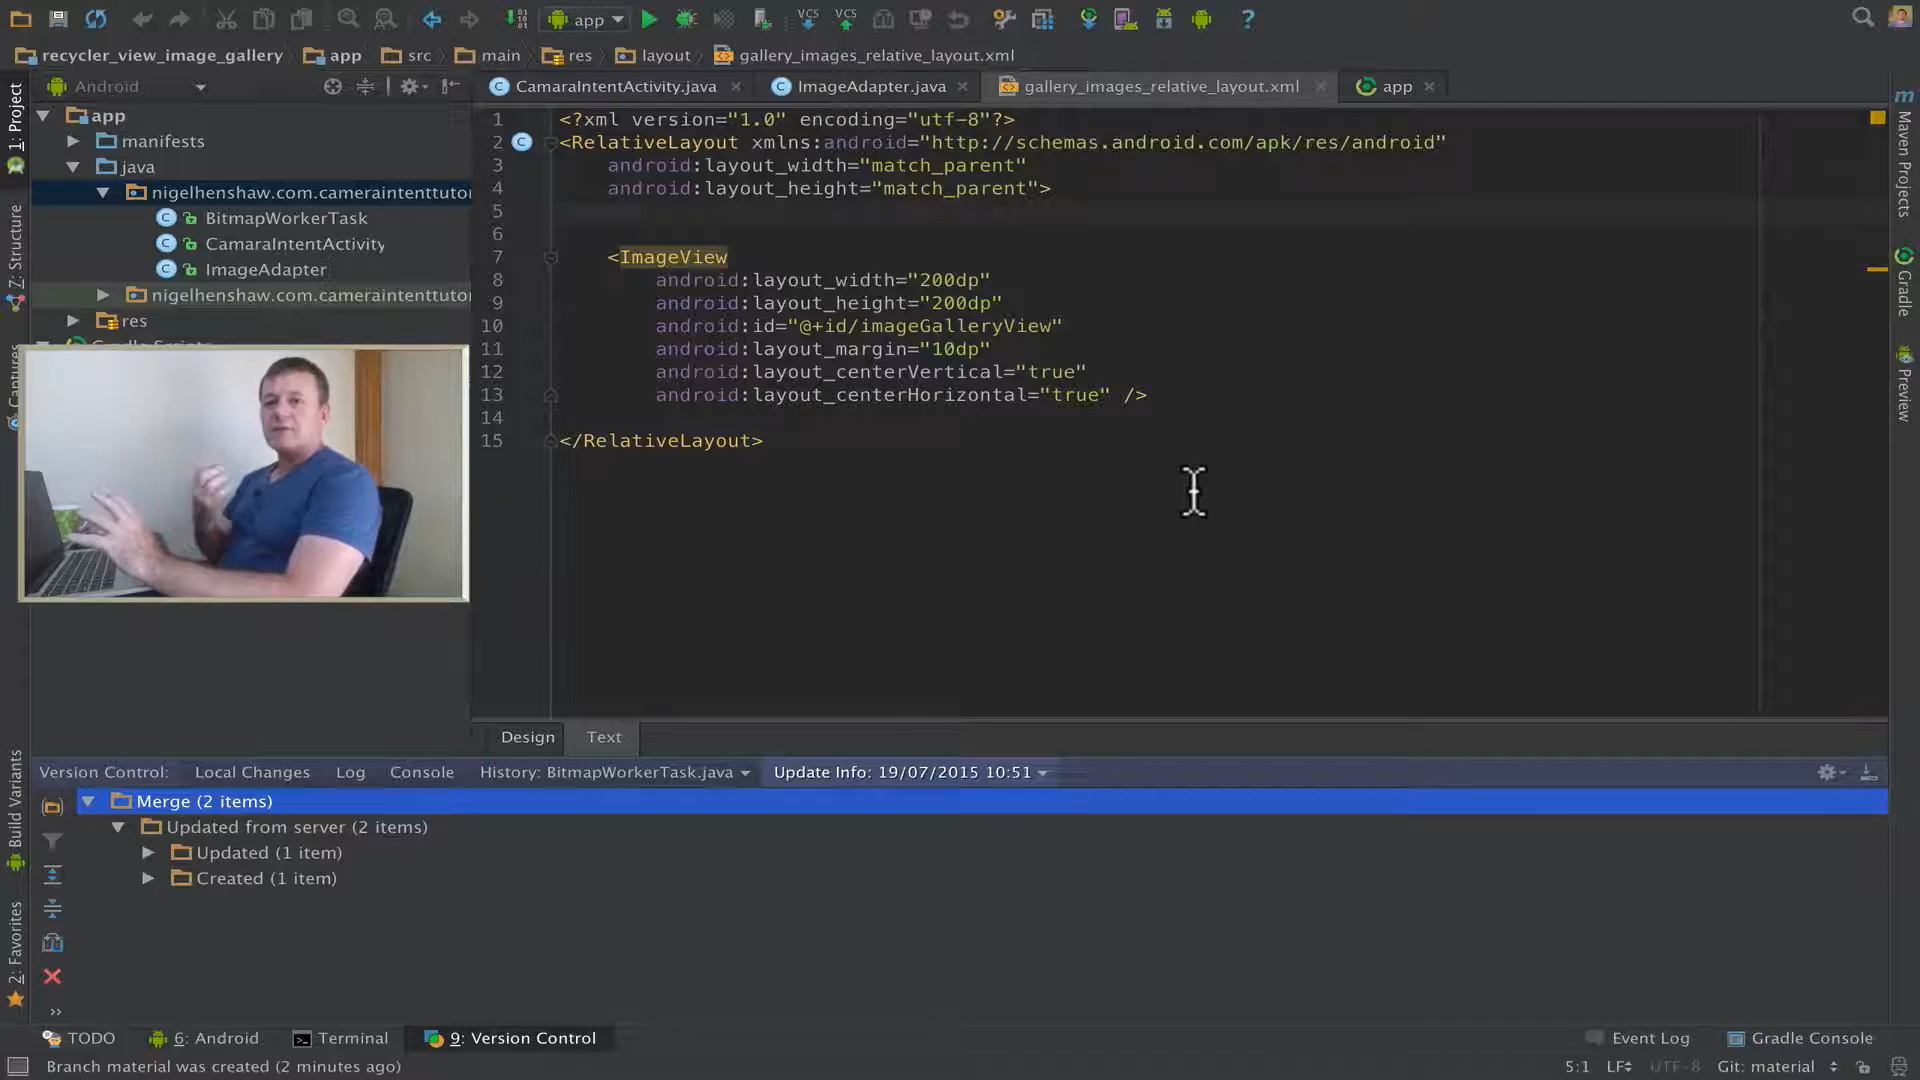 app
recycler_view_image_gallery app src main res layout gallery_images_relative_layout.xml
1: Project
Z: Structure
Captures
Build Variants
2: Favorites
Android
app
manifests
java
nigelhenshaw.com.cameraintenttutor
BitmapWorkerTask
CamaraIntentActivity
ImageAdapter
nigelhenshaw.com.cameraintenttutor
res
Gradle Scripts
CamaraIntentActivity.java ImageAdapter.java gallery_images_relative_layout.xml app
1 <?xml version="1.0" encoding="utf-8"?>
2 <RelativeLayout xmlns:android="http://schemas.android.com/apk/res/android"
3 android:layout_width="match_parent"
4 android:layout_height="match_parent">
5
6
7 <ImageView
8 android:layout_width="200dp"
9 android:layout_height="200dp"
10 android:id="@+id/imageGalleryView"
11 android:layout_margin="10dp"
12 android:layout_centerVertical="true"
13 android:layout_centerHorizontal="true" />
14
15 </RelativeLayout>
Design Text
m Maven Projects
Gradle
Preview
Version Control: Local Changes Log Console History: BitmapWorkerTask.java Update Info: 19/07/2015 10:51
Merge (2 items)
Updated from server (2 items)
Updated (1 item)
Created (1 item)
TODO 6: Android Terminal 9: Version Control Event Log Gradle Console
Branch material was created (2 minutes ago) 5:1 LF UTF-8 Git: material